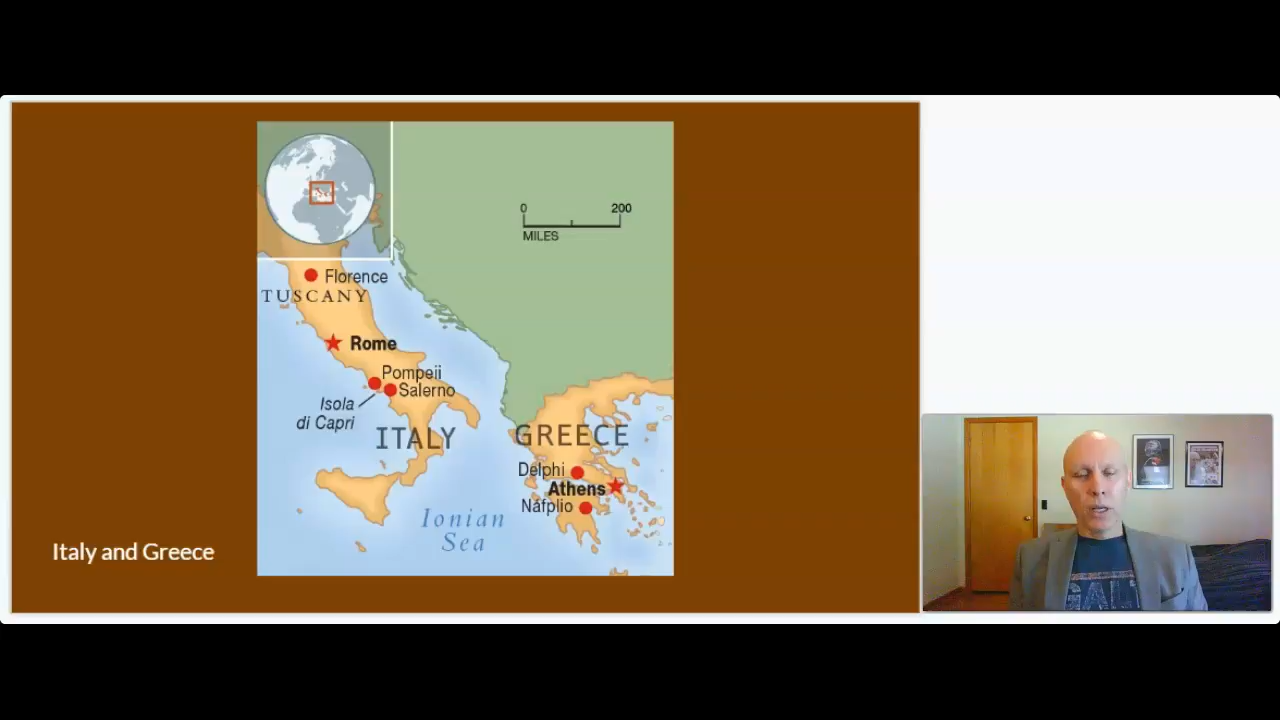 0 200
MILES
Florence
TUSCANY
Rome
Pompeii
Salerno
Isola
di Capri
ITALY
GREECE
Delphi
Athens
Náfplio
Ionian
Sea
Italy and Greece